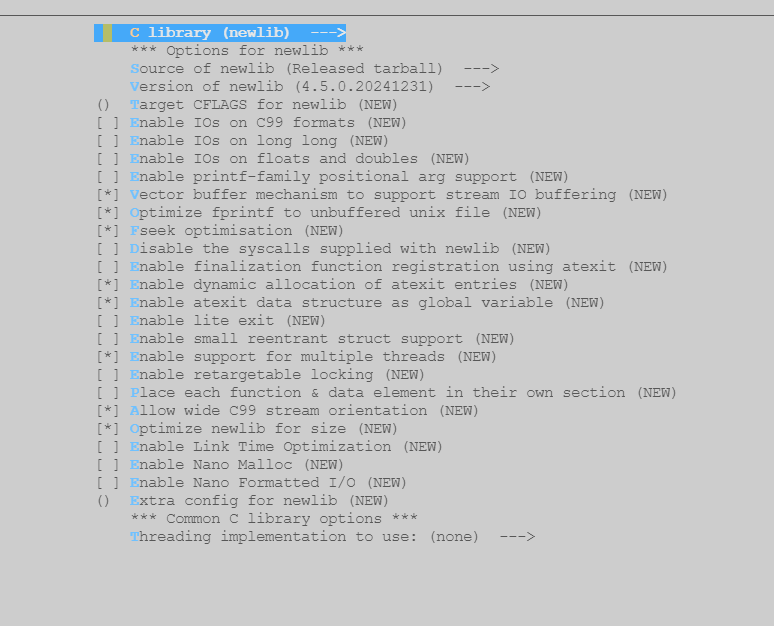 C library (newlib)  --->
*** Options for newlib ***
Source of newlib (Released tarball)  --->
Version of newlib (4.5.0.20241231)  --->
()  Target CFLAGS for newlib (NEW)
[ ] Enable IOs on C99 formats (NEW)
[ ] Enable IOs on long long (NEW)
[ ] Enable IOs on floats and doubles (NEW)
[ ] Enable printf-family positional arg support (NEW)
[*] Vector buffer mechanism to support stream IO buffering (NEW)
[*] Optimize fprintf to unbuffered unix file (NEW)
[*] Fseek optimisation (NEW)
[ ] Disable the syscalls supplied with newlib (NEW)
[ ] Enable finalization function registration using atexit (NEW)
[*] Enable dynamic allocation of atexit entries (NEW)
[*] Enable atexit data structure as global variable (NEW)
[ ] Enable lite exit (NEW)
[ ] Enable small reentrant struct support (NEW)
[*] Enable support for multiple threads (NEW)
[ ] Enable retargetable locking (NEW)
[ ] Place each function & data element in their own section (NEW)
[*] Allow wide C99 stream orientation (NEW)
[*] Optimize newlib for size (NEW)
[ ] Enable Link Time Optimization (NEW)
[ ] Enable Nano Malloc (NEW)
[ ] Enable Nano Formatted I/O (NEW)
()  Extra config for newlib (NEW)
*** Common C library options ***
Threading implementation to use: (none)  --->